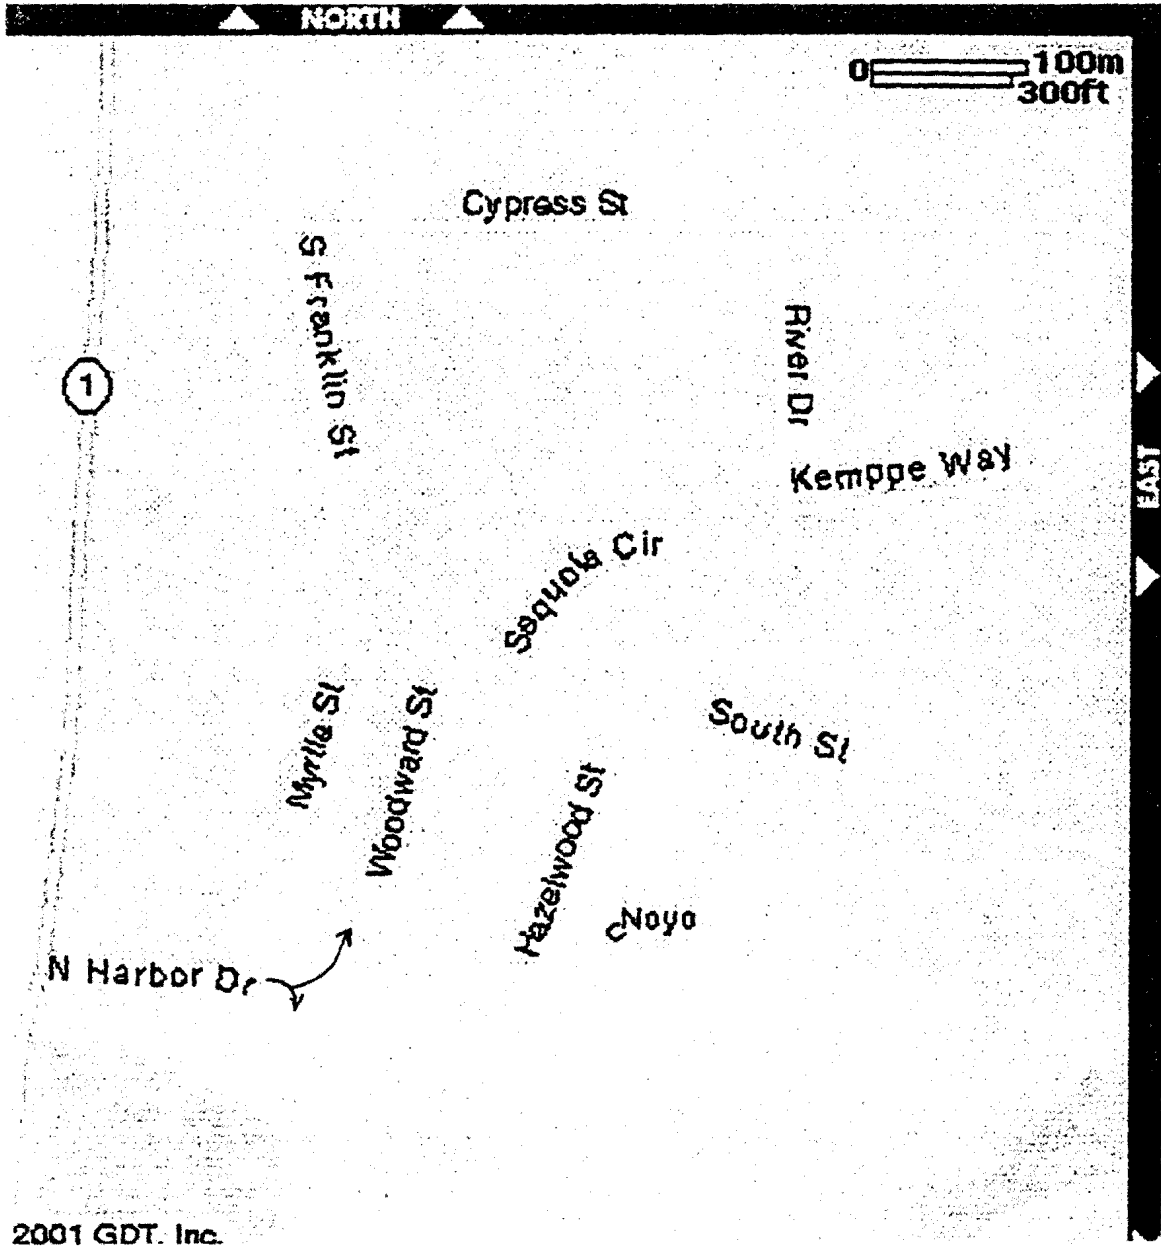 NORTH
0 100m
300ft
Cypress St
S Franklin St
River Dr
1
Kemppe Way
EAST
Sequoia Cir
Myrtle St
Woodward St
South St
Hazelwood St
Noyo
N Harbor Dr
2001 GDT, Inc.